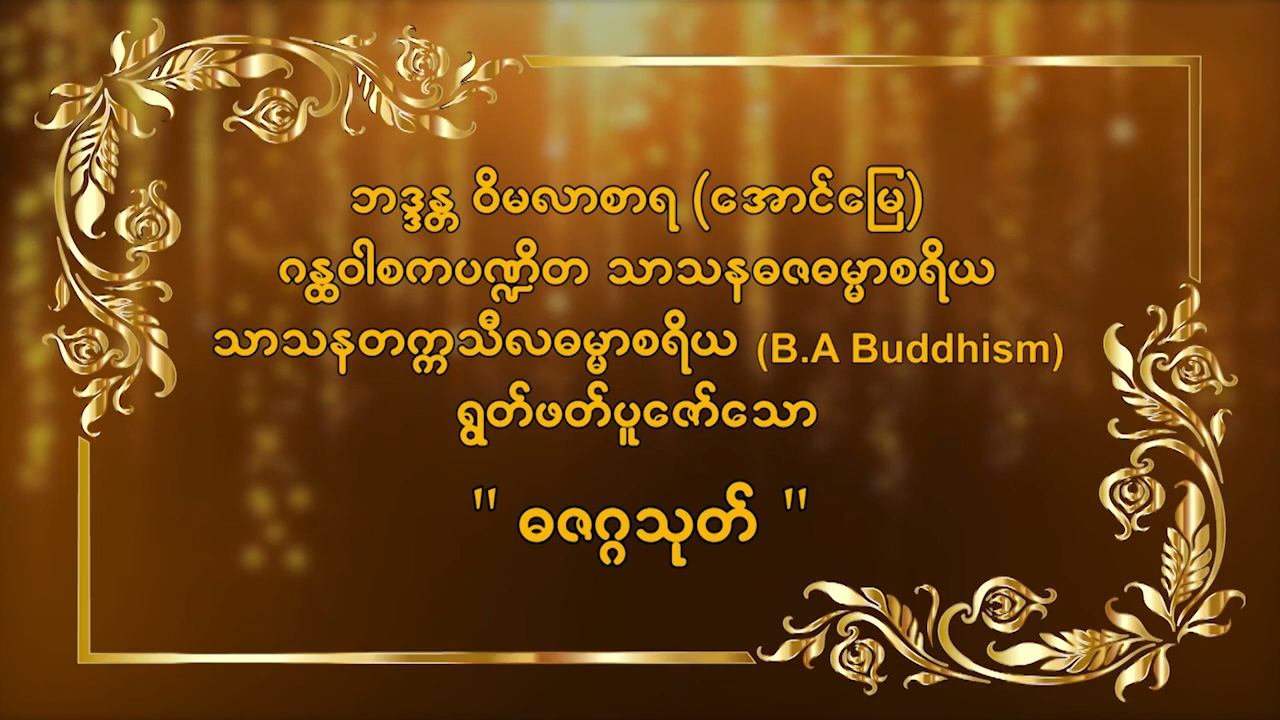 ဘဒ္ဒန္တ ဝိမလာစာရ (အောင်မြေ)
ဂန္ထဝါစကပဏ္ဍိတ သာသနဓဇဓမ္မာစရိယ
သာသနတက္ကသီလဓမ္မာစရိယ (B.A Buddhism)
ရွတ်ဖတ်ပူဇော်သော
" ဓဇဂ္ဂသုတ် "